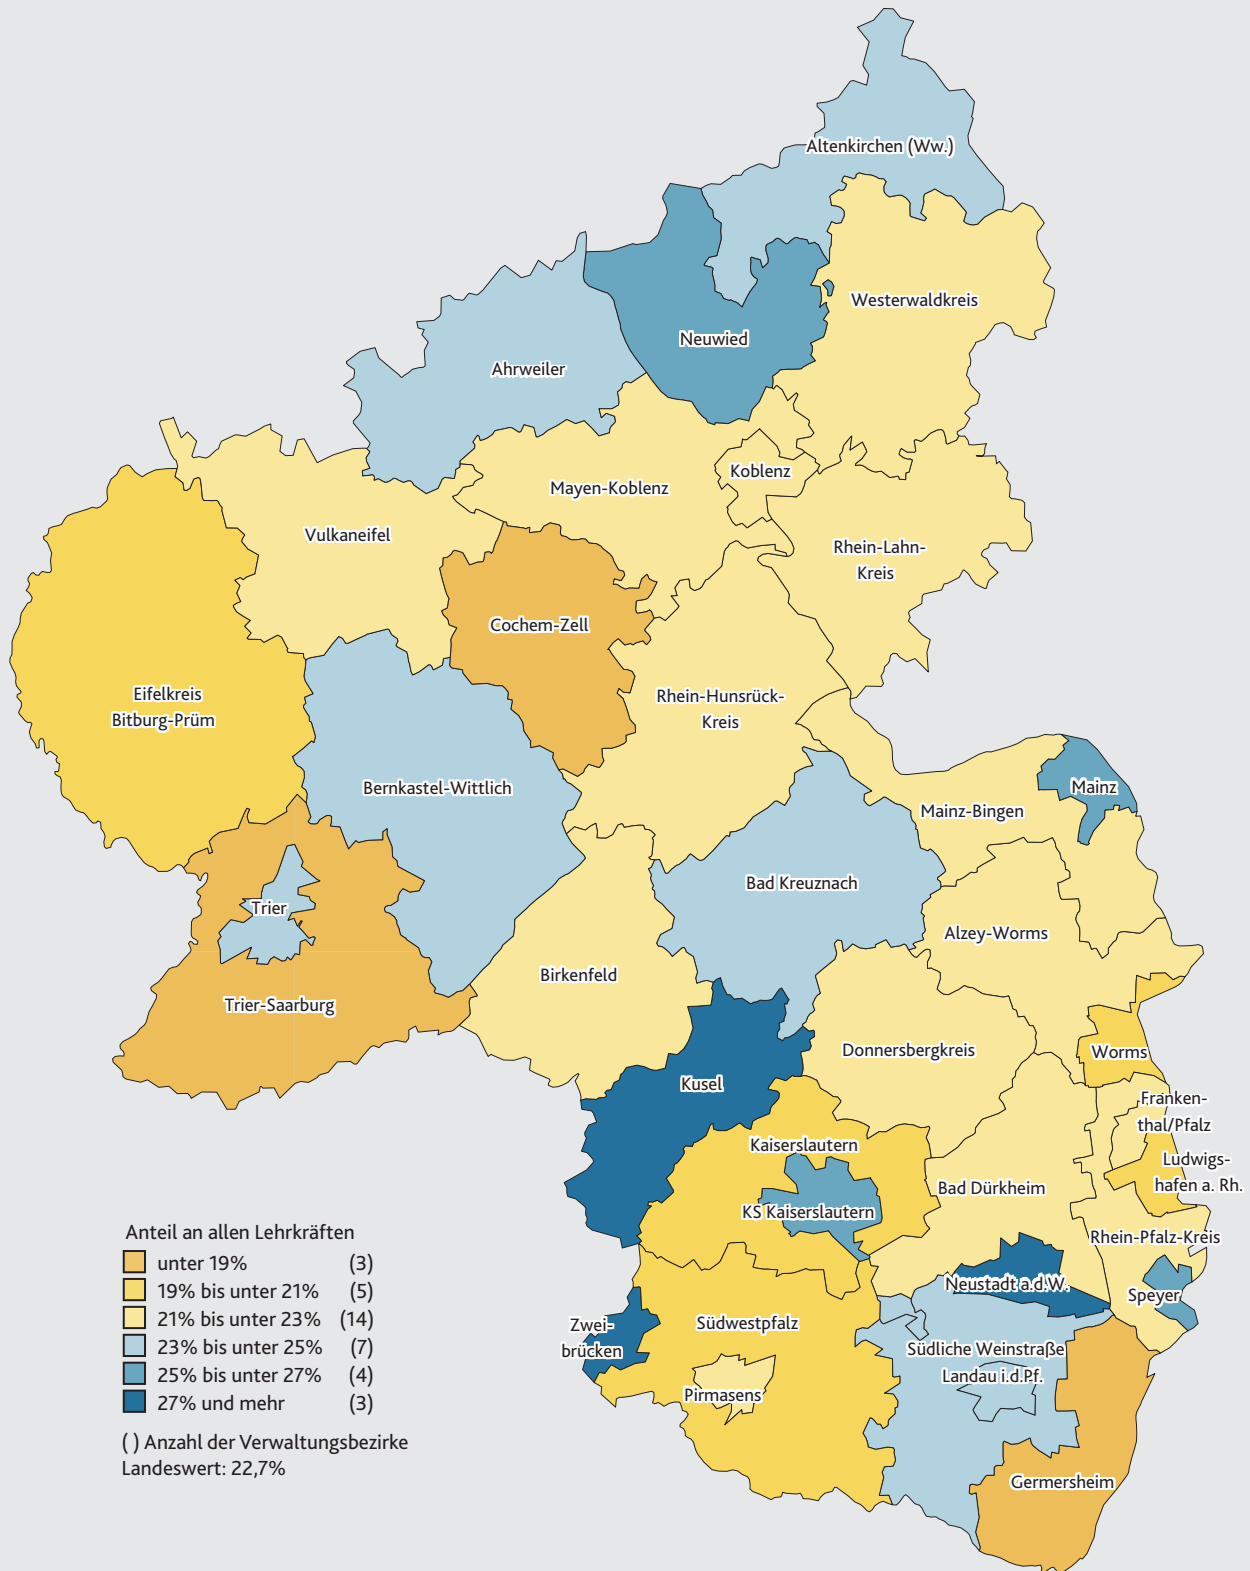 Altenkirchen (Ww.)
Westerwaldkreis
Neuwied
Ahrweiler
Koblenz
Mayen-Koblenz
Vulkaneifel
Rhein-Lahn-
Kreis
Cochem-Zell
Eifelkreis
Bitburg-Prüm
Rhein-Hunsrück-
Kreis
Bernkastel-Wittlich
Mainz
Mainz-Bingen
Bad Kreuznach
Trier
Alzey-Worms
Birkenfeld
Trier-Saarburg
Donnersbergkreis
Worms
Kusel
Franken-
thal/Pfalz
Kaiserslautern
Ludwigs-
hafen a. Rh.
Bad Dürkheim
KS Kaiserslautern
Rhein-Pfalz-Kreis
Neustadt a.d.W.
Speyer
Zwei-
brücken
Südwestpfalz
Südliche Weinstraße
Landau i.d.Pf.
Pirmasens
Germersheim
Anteil an allen Lehrkräften
unter 19% (3)
19% bis unter 21% (5)
21% bis unter 23% (14)
23% bis unter 25% (7)
25% bis unter 27% (4)
27% und mehr (3)
( ) Anzahl der Verwaltungsbezirke
Landeswert: 22,7%